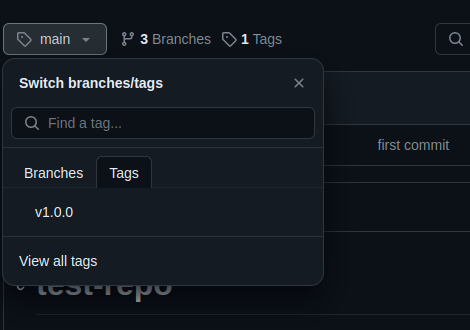 main
3 Branches
1 Tags
Switch branches/tags
Find a tag...
Branches
Tags
v1.0.0
View all tags
first commit
test-repo